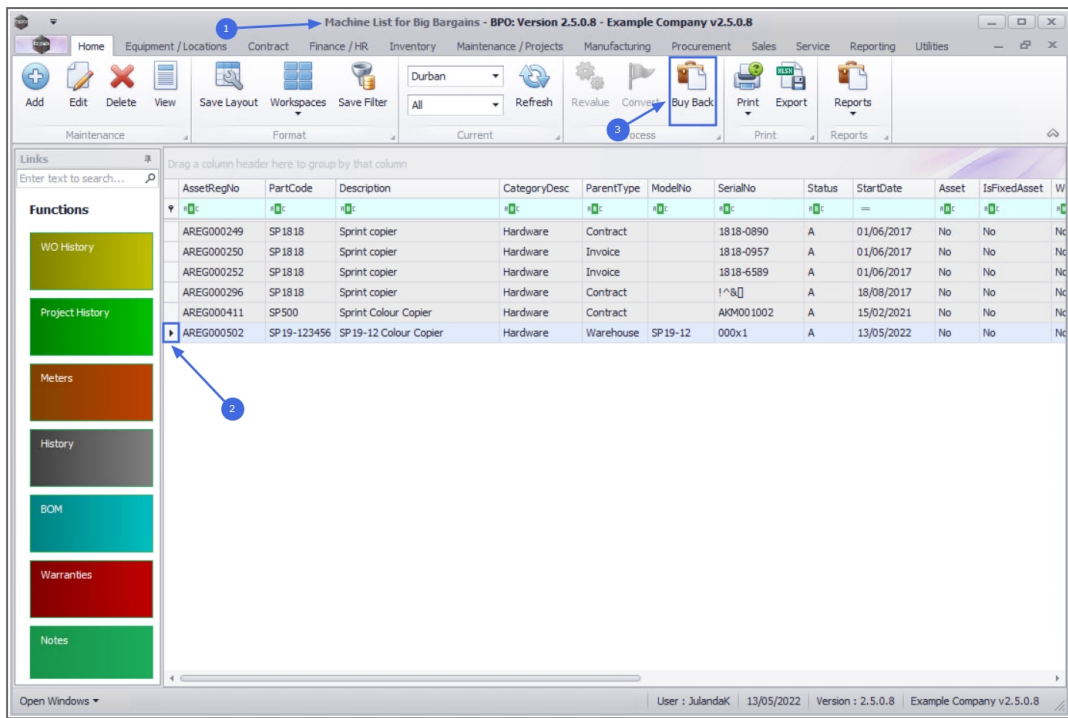 1
Machine List for Big Bargains - BPO: Version 2.5.0.8 - Example Company v2.5.0.8
Home Equipment / Locations Contract Finance / HR Inventory Maintenance / Projects Manufacturing Procurement Sales Service Reporting Utilities
Durban
Add Edit Delete View Save Layout Workspaces Save Filter All Refresh Revalue Convert Buy Back Print Export Reports
3
Maintenance Format Current Print Reports
Links
Drag a column header here to group by that column
Enter text to search...
AssetRegNo PartCode Description CategoryDesc ParentType ModelNo SerialNo Status StartDate Asset IsFixedAsset W
Functions
=
AREG000249 SP1818 Sprint copier Hardware Contract 1818-0890 A 01/06/2017 No No No
WO History
AREG000250 SP1818 Sprint copier Hardware Invoice 1818-0957 A 01/06/2017 No No No
AREG000252 SP1818 Sprint copier Hardware Invoice 1818-6589 A 01/06/2017 No No No
AREG000296 SP1818 Sprint copier Hardware Contract !^&[] A 18/08/2017 No No No
Project History
AREG000411 SP500 Sprint Colour Copier Hardware Contract AKM001002 A 15/02/2021 No No No
AREG000502 SP19-123456 SP19-12 Colour Copier Hardware Warehouse SP19-12 000x1 A 13/05/2022 No No No
Meters
2
History
BOM
Warranties
Notes
Open Windows User : JulandaK 13/05/2022 Version : 2.5.0.8 Example Company v2.5.0.8